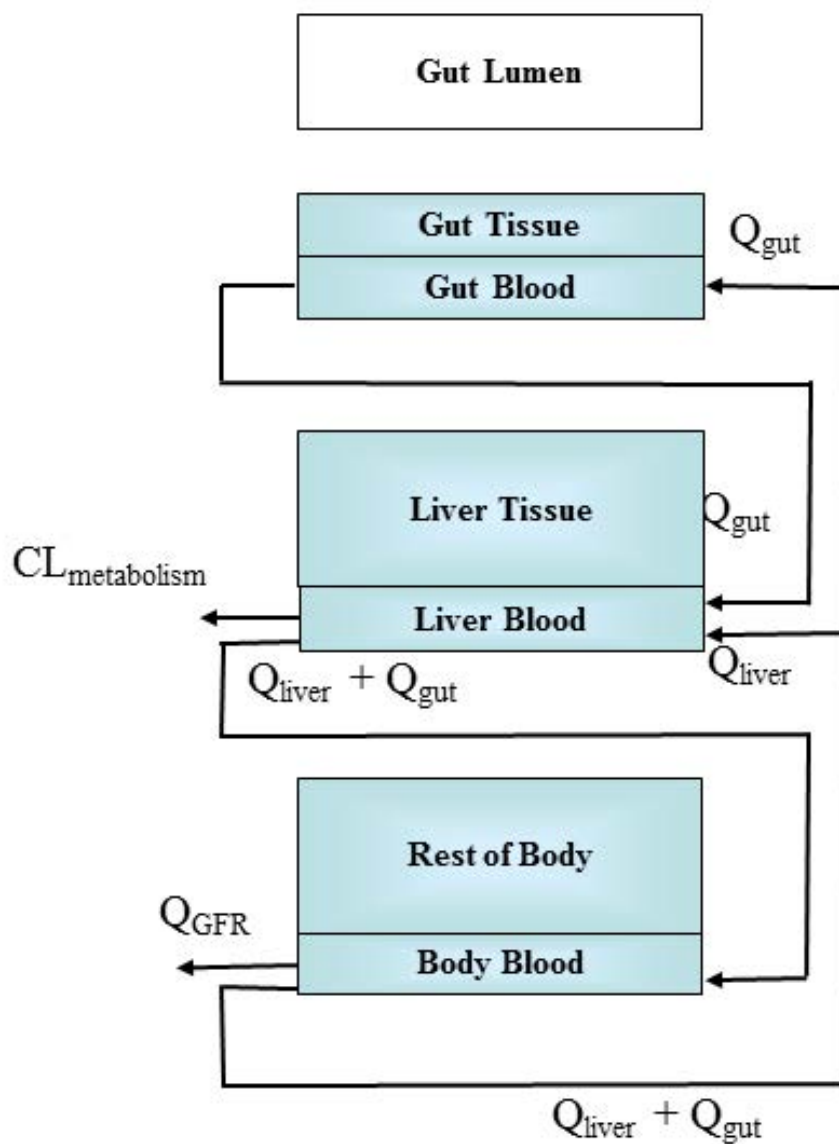 Gut Lumen
Gut Tissue
Q_gut
Gut Blood
Liver Tissue
Q_gut
CL_metabolism
Liver Blood
Q_liver + Q_gut
Q_liver
Rest of Body
Q_GFR
Body Blood
Q_liver + Q_gut